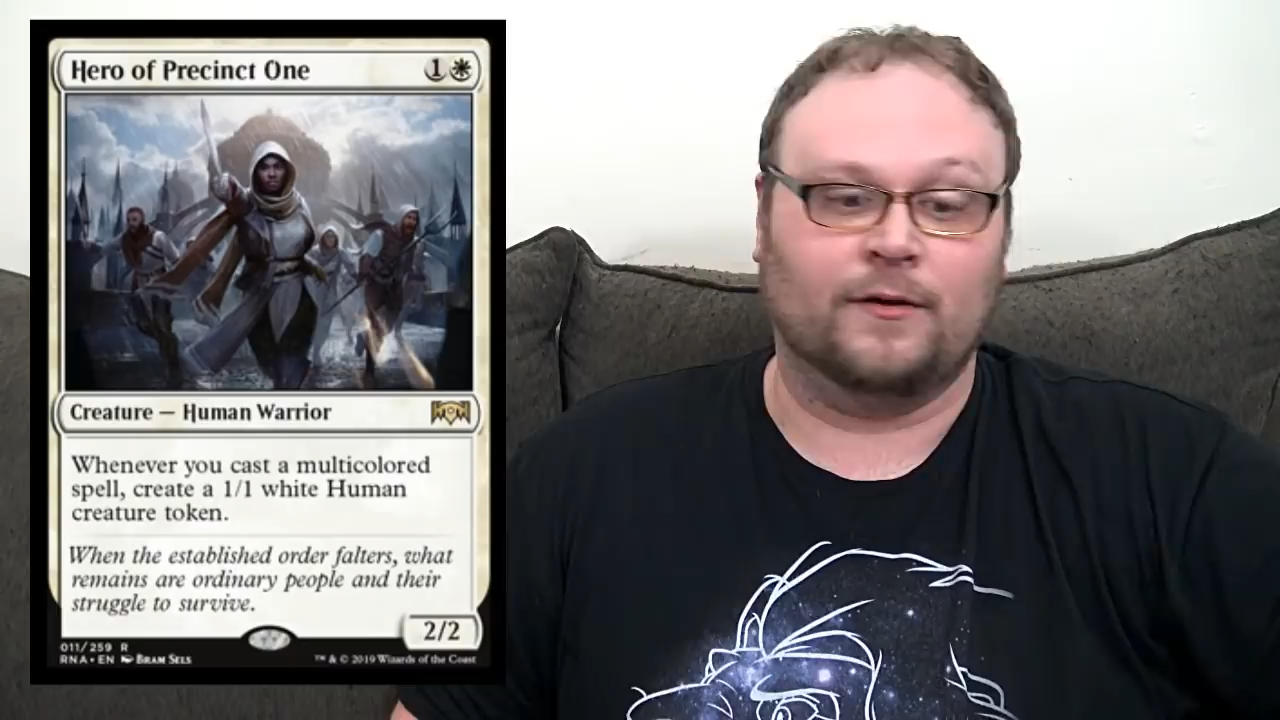 Hero of Precinct One 1
Creature — Human Warrior
Whenever you cast a multicolored
spell, create a 1/1 white Human
creature token.
When the established order falters, what
remains are ordinary people and their
struggle to survive.
2/2
011/259 R
RNA • EN Bram Sels
™ & © 2019 Wizards of the Coast